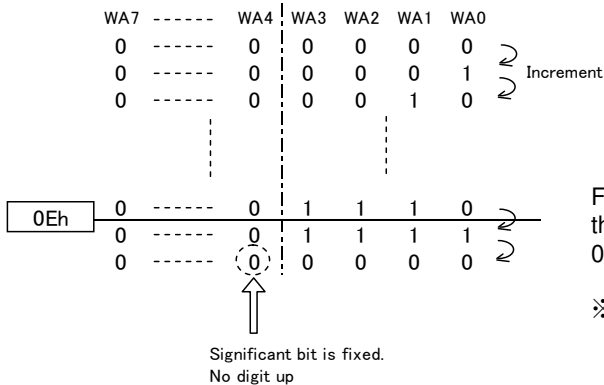 WA7 ------ WA4 WA3 WA2 WA1 WA0
0 ------ 0 0 0 0 0
0 ------ 0 0 0 0 1
Increment
0 ------ 0 0 0 1 0
0Eh 0 ------ 0 1 1 1 0
0 ------ 0 1 1 1 1
0 ------ 0 0 0 0 0
Significant bit is fixed.
No digit up
F
th
0
※